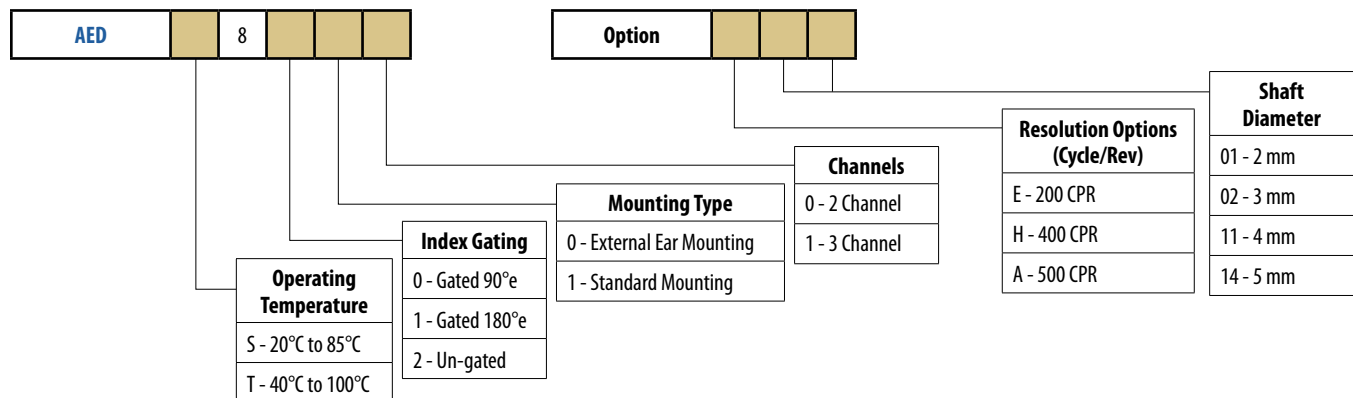 AED 8
Option
Shaft
Diameter
01 - 2 mm
02 - 3 mm
11 - 4 mm
14 - 5 mm
Resolution Options
(Cycle/Rev)
E - 200 CPR
H - 400 CPR
A - 500 CPR
Channels
0 - 2 Channel
1 - 3 Channel
Mounting Type
0 - External Ear Mounting
1 - Standard Mounting
Index Gating
0 - Gated 90°e
1 - Gated 180°e
2 - Un-gated
Operating
Temperature
S - 20°C to 85°C
T - 40°C to 100°C